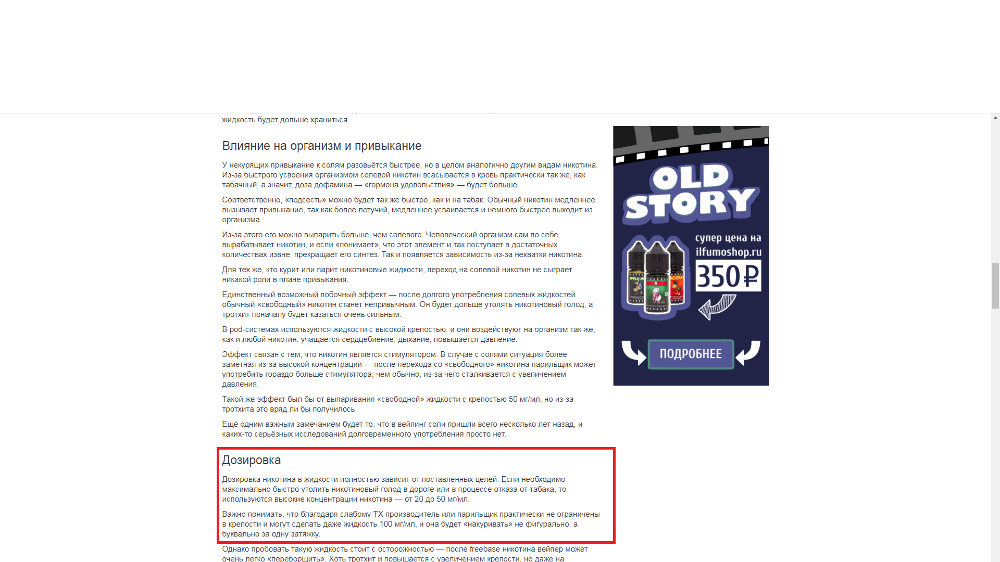 жидкость будет дольше храниться.
Влияние на организм и привыкание
У некурящих привыкание к солям разовьётся быстрее, но в целом аналогично другим видам никотина.
Из-за быстрого усвоения организмом солевой никотин всасывается в кровь практически так же, как
табачный, а значит, доза дофамина — «гормона удовольствия» — будет больше.
Соответственно, «подсесть» можно будет так же быстро, как и на табак. Обычный никотин медленнее
вызывает привыкание, так как более летучий, медленнее усваивается и немного быстрее выходит из
организма.
Из-за этого его можно выпарить больше, чем солевого. Человеческий организм сам по себе
вырабатывает никотин, и если «понимает», что этот элемент и так поступает в достаточных
количествах извне, прекращает его синтез. Так и появляется зависимость из-за нехватки никотина.
Для тех же, кто курит или парит никотиновые жидкости, переход на солевой никотин не сыграет
никакой роли в плане привыкания.
Единственный возможный побочный эффект — после долгого употребления солевых жидкостей
обычный «свободный» никотин станет непривычным. Он будет дольше утолять никотиновый голод, а
тротхит поначалу будет казаться очень сильным.
В pod-системах используются жидкости с высокой крепостью, и они воздействуют на организм так же,
как и любой никотин: учащается сердцебиение, дыхание, повышается давление.
Эффект связан с тем, что никотин является стимулятором. В случае с солями ситуация более
заметная из-за высокой концентрации — после перехода со «свободного» никотина парильщик может
употребить гораздо больше стимулятора, чем обычно, из-за чего сталкивается с увеличением
давления.
Такой же эффект был бы от выпаривания «свободной» жидкости с крепостью 50 мг/мл, но из-за
тротхита это вряд ли бы получилось.
Ещё одним важным замечанием будет то, что в вейпинг соли пришли всего несколько лет назад, и
каких-то серьёзных исследований долговременного употребления просто нет.
Дозировка
Дозировка никотина в жидкости полностью зависит от поставленных целей. Если необходимо
максимально быстро утолить никотиновый голод в дороге или в процессе отказа от табака, то
используются высокие концентрации никотина — от 20 до 50 мг/мл.
Важно понимать, что благодаря слабому ТХ производитель или парильщик практически не ограничены
в крепости и могут сделать даже жидкость 100 мг/мл, и она будет «накуривать» не фигурально, а
буквально за одну затяжку.
Однако пробовать такую жидкость стоит с осторожностью — после freebase никотина вейпер может
очень легко «переборщить». Хоть тротхит и повышается с увеличением крепости, но даже на
OLD
STORY
супер цена на
ilfumoshop.ru
350₽
ПОДРОБНЕЕ